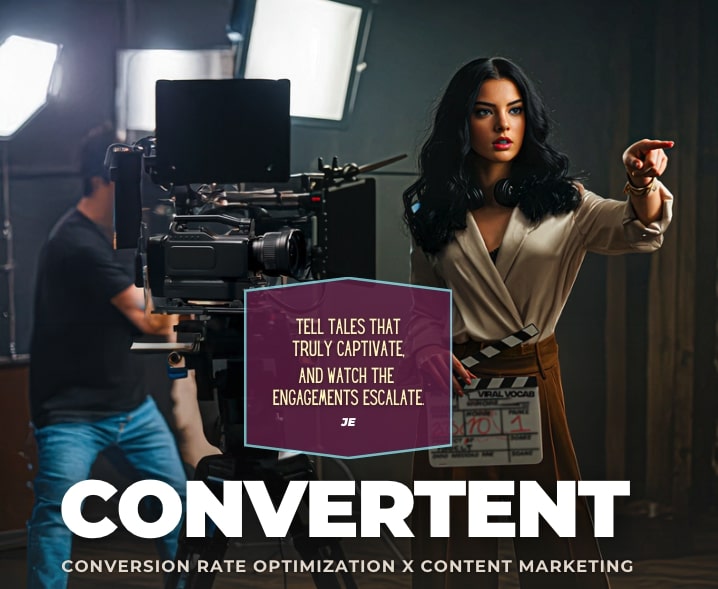 TELL TALES THAT
TRULY CAPTIVATE,
AND WATCH THE
ENGAGEMENTS ESCALATE.
JE
VIRAL VOCAB
CONVERTENT
CONVERSION RATE OPTIMIZATION X CONTENT MARKETING